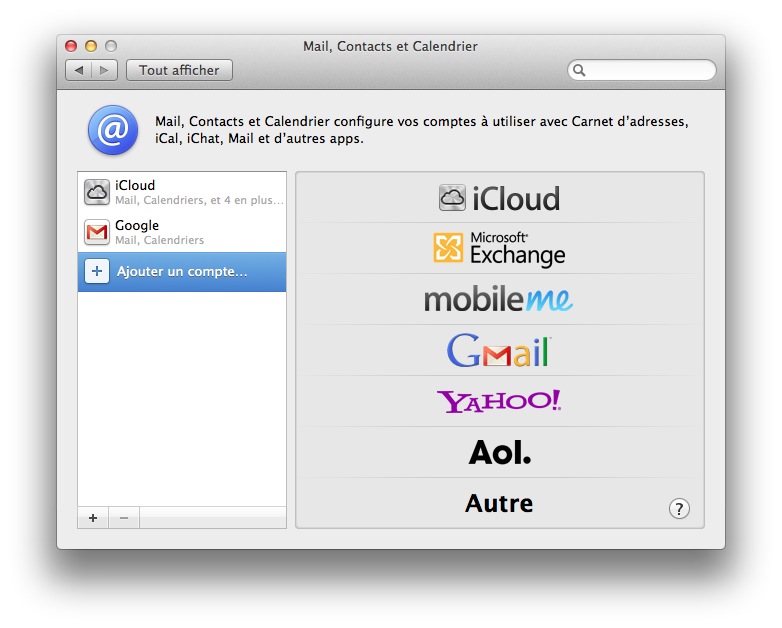 Mail, Contacts et Calendrier
Tout afficher
Mail, Contacts et Calendrier configure vos comptes à utiliser avec Carnet d’adresses,
iCal, iChat, Mail et d’autres apps.
iCloud
Mail, Calendriers, et 4 en plus...
Google
Mail, Calendriers
Ajouter un compte...
iCloud
Microsoft®
Exchange
mobileme
Gmail™
YAHOO!
Aol.
Autre
?